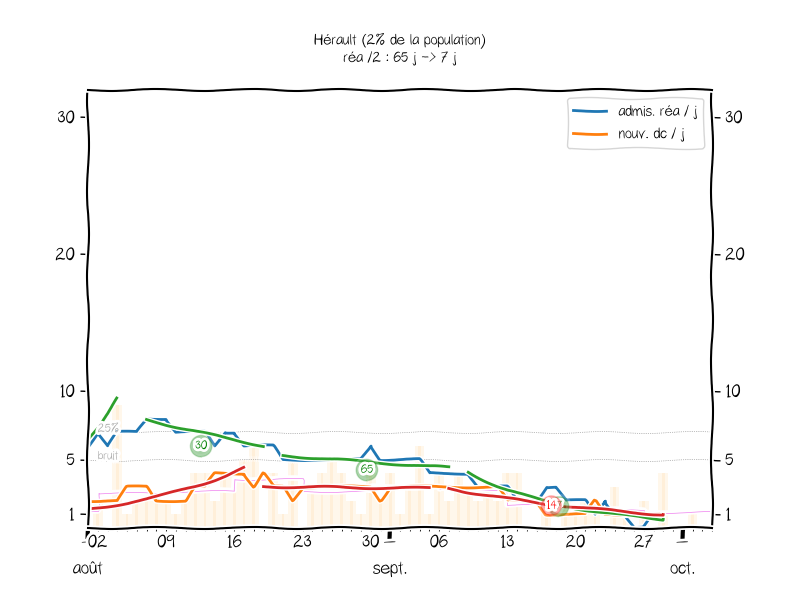 Hérault (2% de la population)
réa /2 : 65 j -> 7 j
admis. réa / j
nouv. dc / j
30
30
20
20
10
10
25%
bruit
5
5
1
1
30
65
14
02
09
16
23
30
06
13
20
27
août
sept.
oct.